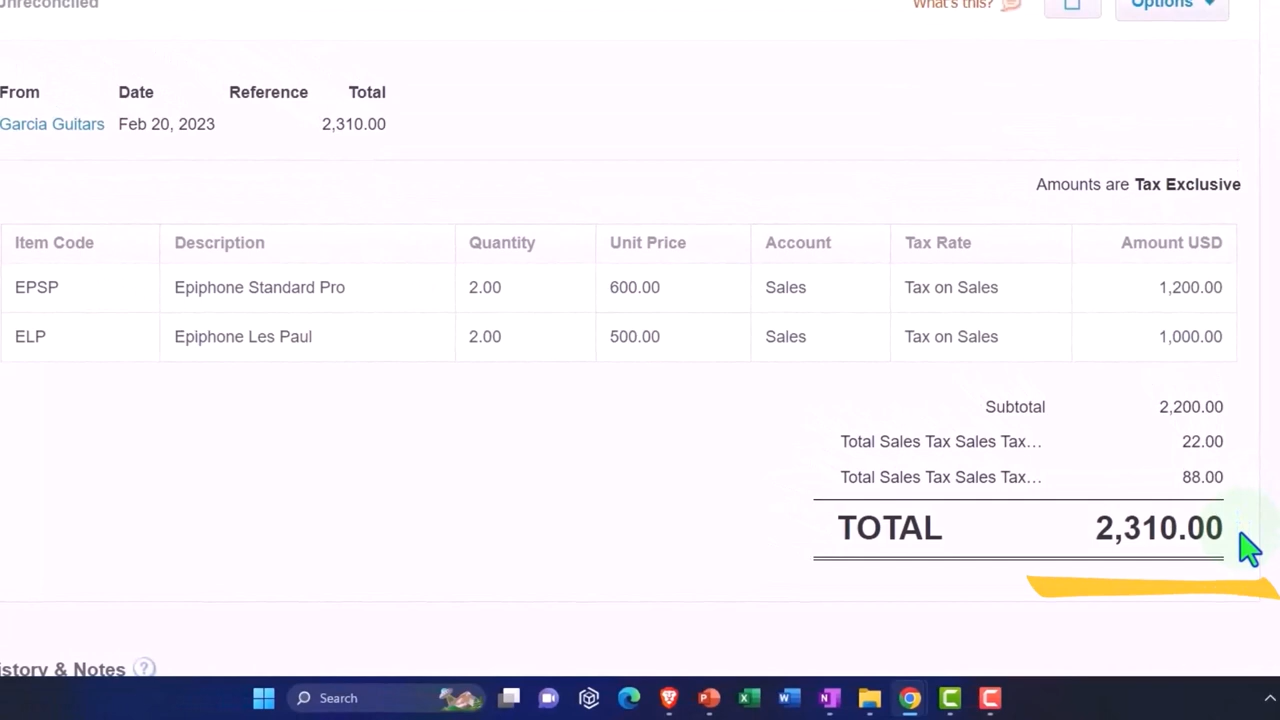 Unreconciled What's this? Options
From Date Reference Total
Garcia Guitars Feb 20, 2023 2,310.00
Amounts are Tax Exclusive
Item Code Description Quantity Unit Price Account Tax Rate Amount USD
EPSP Epiphone Standard Pro 2.00 600.00 Sales Tax on Sales 1,200.00
ELP Epiphone Les Paul 2.00 500.00 Sales Tax on Sales 1,000.00
Subtotal 2,200.00
Total Sales Tax Sales Tax… 22.00
Total Sales Tax Sales Tax… 88.00
TOTAL 2,310.00
istory & Notes ?
Search